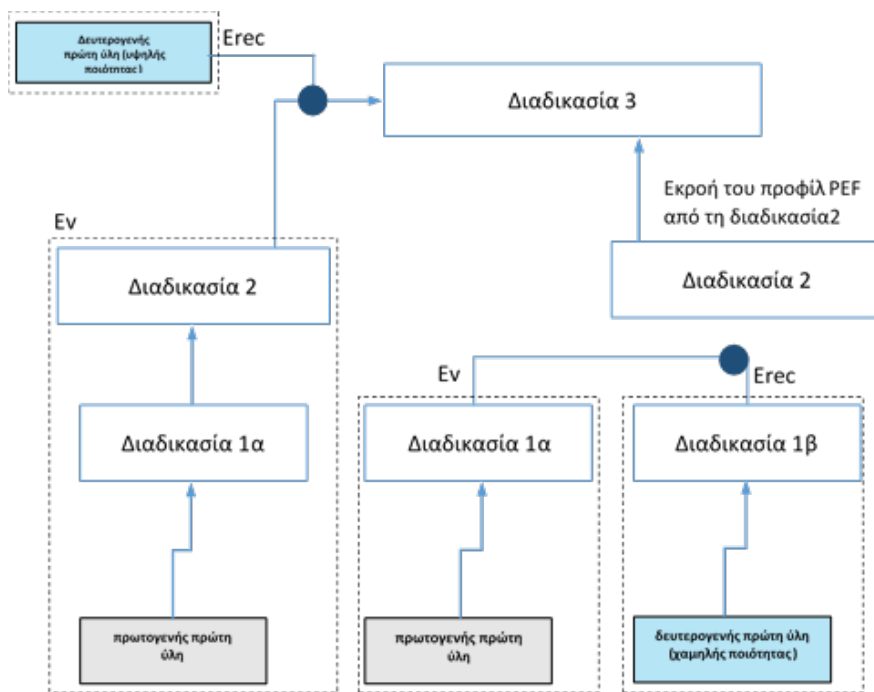 Δευτερογενής
πρώτη ύλη (υψηλής
ποιότητας)
Erec
Διαδικασία 3
Εκροή του προφίλ PEF
από τη διαδικασία2
Ev
Διαδικασία 2
Διαδικασία 2
Ev
Erec
Διαδικασία 1α
Διαδικασία 1α
Διαδικασία 1β
πρωτογενής πρώτη
ύλη
πρωτογενής πρώτη
ύλη
δευτερογενής πρώτη ύλη
(χαμηλής ποιότητας)